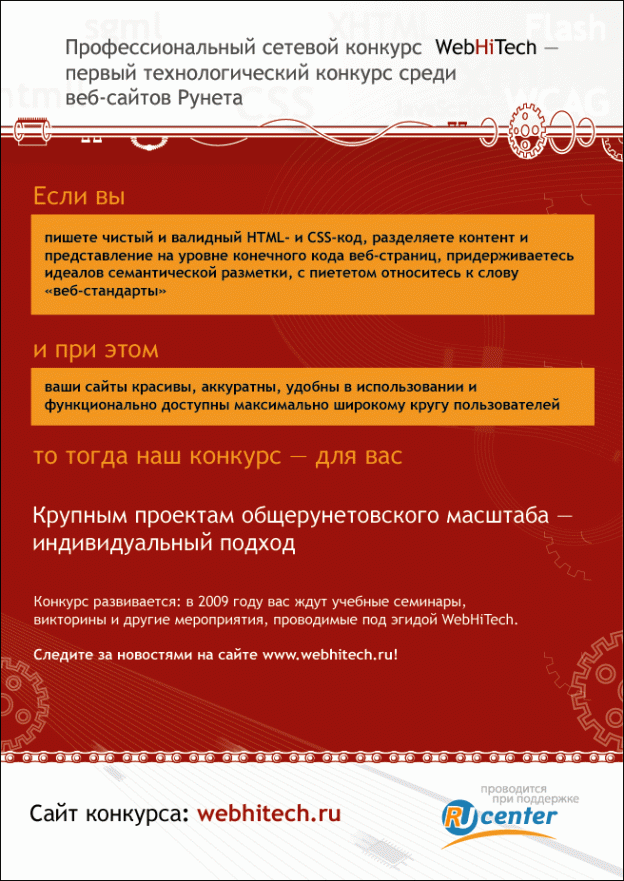 sgml
XHTML
Flash
html
CSS
WCAG
Профессиональный сетевой конкурс WebHiTech —
первый технологический конкурс среди
веб-сайтов Рунета
Если вы
пишете чистый и валидный HTML- и CSS-код, разделяете контент и
представление на уровне конечного кода веб-страниц, придерживаетесь
идеалов семантической разметки, с пиететом относитесь к слову
«веб-стандарты»
и при этом
ваши сайты красивы, аккуратны, удобны в использовании и
функционально доступны максимально широкому кругу пользователей
то тогда наш конкурс — для вас
Крупным проектам общерунетовского масштаба —
индивидуальный подход
Конкурс развивается: в 2009 году вас ждут учебные семинары,
викторины и другие мероприятия, проводимые под эгидой WebHiTech.
Следите за новостями на сайте www.webhitech.ru!
Сайт конкурса: webhitech.ru
проводится
при поддержке
RU center